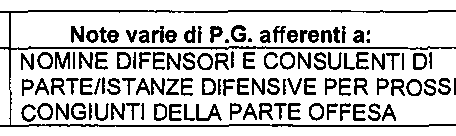 Note varie di P.G. afferenti a:
NOMINE DIFENSORI E CONSULENTI DI
PARTE/ISTANZE DIFENSIVE PER PROSSI
CONGIUNTI DELLA PARTE OFFESA